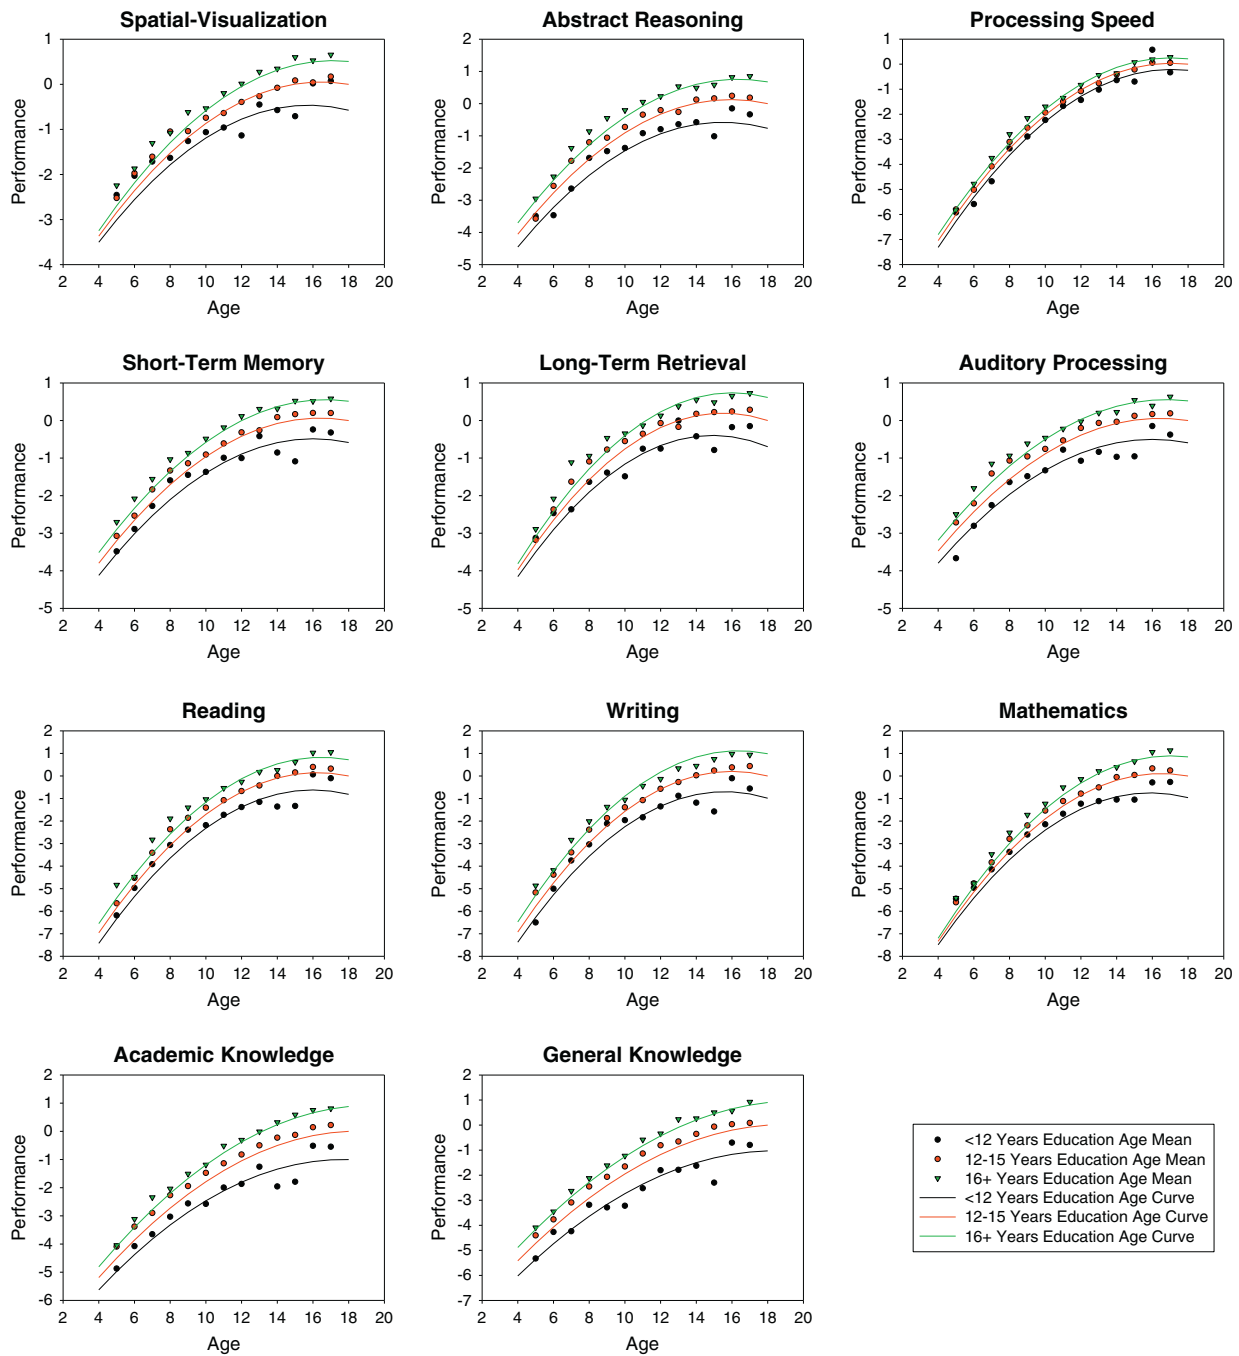 Spatial-Visualization
Abstract Reasoning
Processing Speed
1
0
-1
-2
-3
-4
Performance
2 4 6 8 10 12 14 16 18 20
Age
2
1
0
-1
-2
-3
-4
-5
Performance
2 4 6 8 10 12 14 16 18 20
Age
1
0
-1
-2
-3
-4
-5
-6
-7
-8
Performance
2 4 6 8 10 12 14 16 18 20
Age
Short-Term Memory
Long-Term Retrieval
Auditory Processing
1
0
-1
-2
-3
-4
-5
Performance
2 4 6 8 10 12 14 16 18 20
Age
1
0
-1
-2
-3
-4
-5
Performance
2 4 6 8 10 12 14 16 18 20
Age
1
0
-1
-2
-3
-4
-5
Performance
2 4 6 8 10 12 14 16 18 20
Age
Reading
Writing
Mathematics
2
1
0
-1
-2
-3
-4
-5
-6
-7
-8
Performance
2 4 6 8 10 12 14 16 18 20
Age
2
1
0
-1
-2
-3
-4
-5
-6
-7
-8
Performance
2 4 6 8 10 12 14 16 18 20
Age
2
1
0
-1
-2
-3
-4
-5
-6
-7
-8
Performance
2 4 6 8 10 12 14 16 18 20
Age
Academic Knowledge
General Knowledge
2
1
0
-1
-2
-3
-4
-5
-6
Performance
2 4 6 8 10 12 14 16 18 20
Age
2
1
0
-1
-2
-3
-4
-5
-6
-7
Performance
2 4 6 8 10 12 14 16 18 20
Age
<12 Years Education Age Mean
12-15 Years Education Age Mean
16+ Years Education Age Mean
<12 Years Education Age Curve
12-15 Years Education Age Curve
16+ Years Education Age Curve